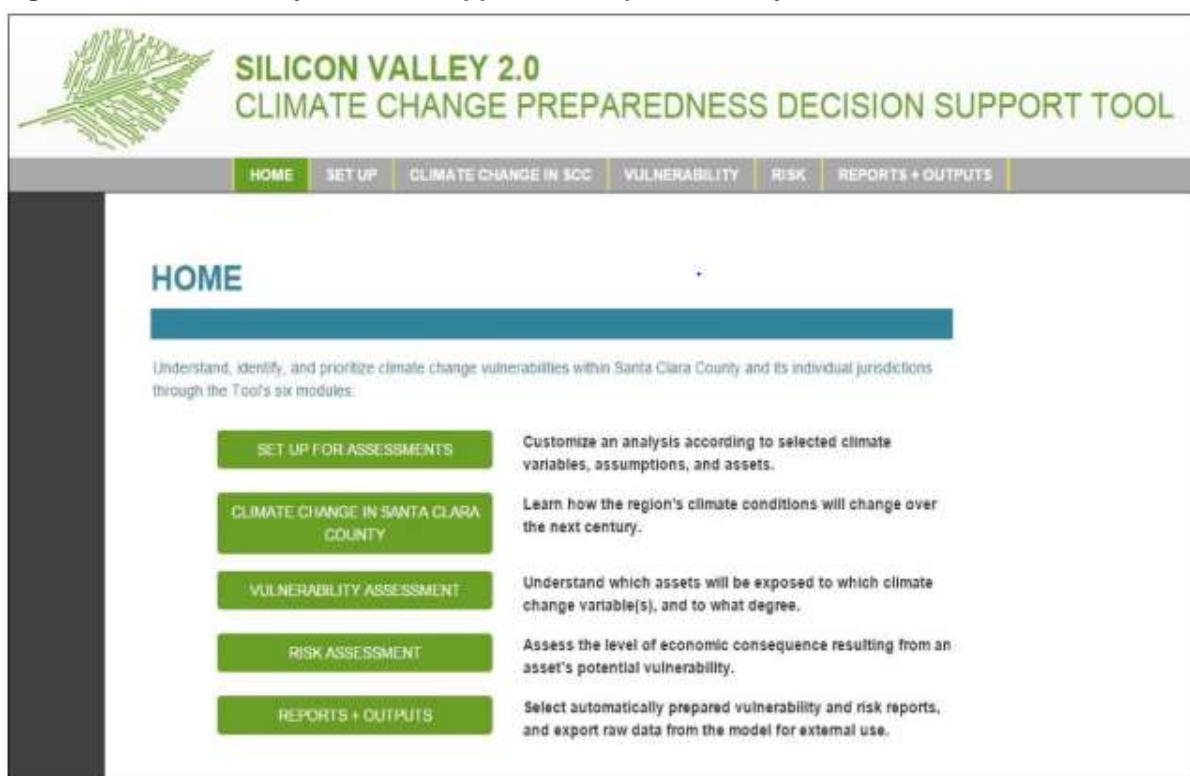 SILICON VALLEY 2.0
CLIMATE CHANGE PREPAREDNESS DECISION SUPPORT TOOL
HOME SET UP CLIMATE CHANGE IN SCC VULNERABILITY RISK REPORTS + OUTPUTS
HOME
Understand, identify, and prioritize climate change vulnerabilities within Santa Clara County and its individual jurisdictions
through the Tool's six modules:
SET UP FOR ASSESSMENTS
Customize an analysis according to selected climate
variables, assumptions, and assets.
CLIMATE CHANGE IN SANTA CLARA
COUNTY
Learn how the region's climate conditions will change over
the next century.
VULNERABILITY ASSESSMENT
Understand which assets will be exposed to which climate
change variable(s), and to what degree.
RISK ASSESSMENT
Assess the level of economic consequence resulting from an
asset's potential vulnerability.
REPORTS + OUTPUTS
Select automatically prepared vulnerability and risk reports,
and export raw data from the model for external use.